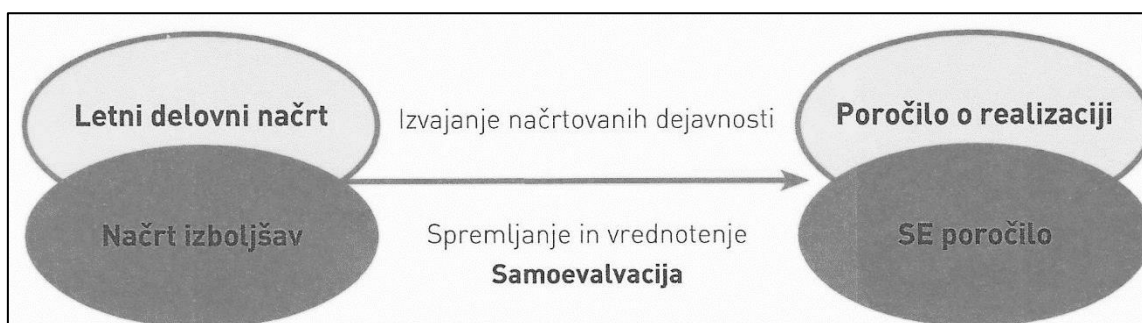 Letni delovni načrt
Izvajanje načrtovanih dejavnosti
Poročilo o realizaciji
Načrt izboljšav
Spremljanje in vrednotenje
Samoevalvacija
SE poročilo